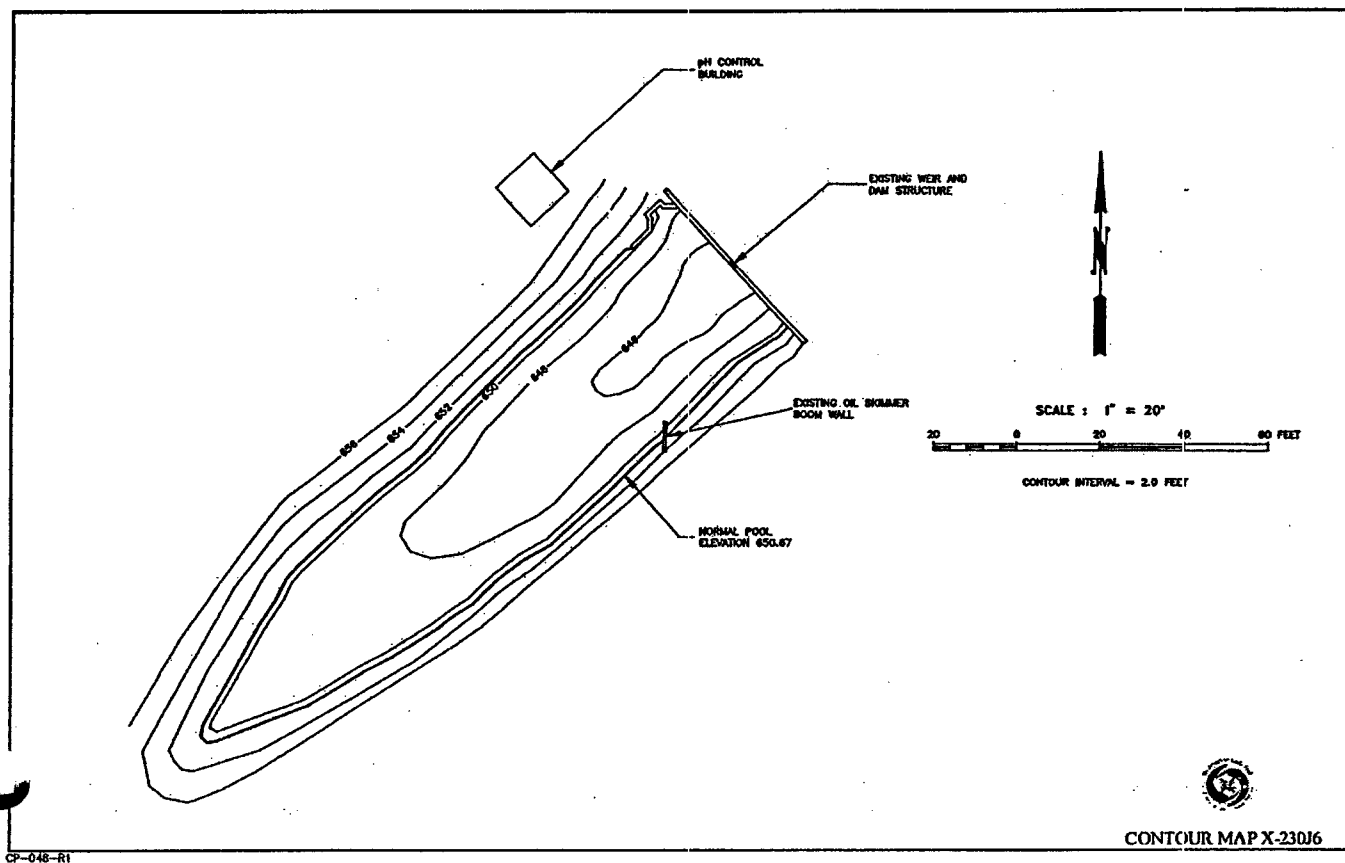 pH CONTROL
BUILDING
EXISTING WEIR AND
DAM STRUCTURE
N
656
654
652
650
648
646
EXISTING OIL SKIMMER
BOOM WALL
NORMAL POOL
ELEVATION 650.67
SCALE : 1" = 20'
20 0 20 40 60 FEET
CONTOUR INTERVAL = 2.0 FEET
CONTOUR MAP X-230J6
CP-048-R1